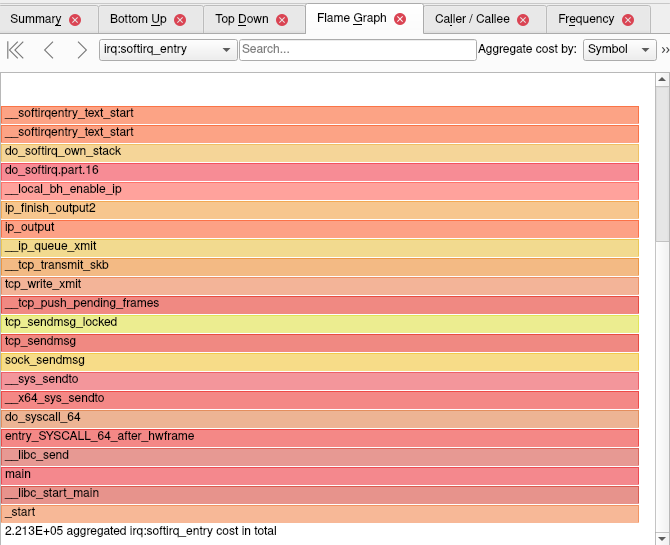 Summary
Bottom Up
Top Down
Flame Graph
Caller / Callee
Frequency
irq:softirq_entry
Search...
Aggregate cost by:
Symbol
»
__softirqentry_text_start
__softirqentry_text_start
do_softirq_own_stack
do_softirq.part.16
__local_bh_enable_ip
ip_finish_output2
ip_output
__ip_queue_xmit
__tcp_transmit_skb
tcp_write_xmit
__tcp_push_pending_frames
tcp_sendmsg_locked
tcp_sendmsg
sock_sendmsg
__sys_sendto
__x64_sys_sendto
do_syscall_64
entry_SYSCALL_64_after_hwframe
__libc_send
main
__libc_start_main
_start
2.213E+05 aggregated irq:softirq_entry cost in total